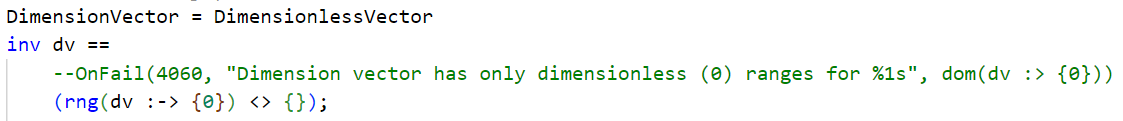 DimensionVector = DimensionlessVector
inv dv ==
--OnFail(4060, "Dimension vector has only dimensionless (0) ranges for %1s", dom(dv :> {0}))
(rng(dv :-> {0}) <> {});